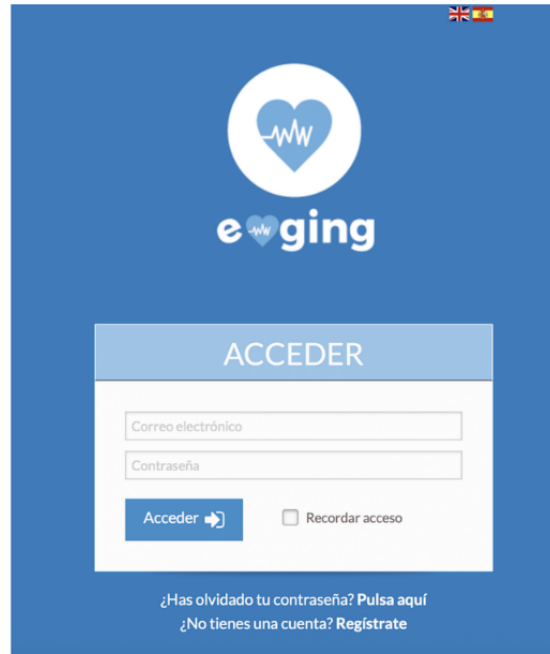 e ging
ACCEDER
Correo electrónico
Contraseña
Acceder
Recordar acceso
¿Has olvidado tu contraseña? Pulsa aquí
¿No tienes una cuenta? Regístrate